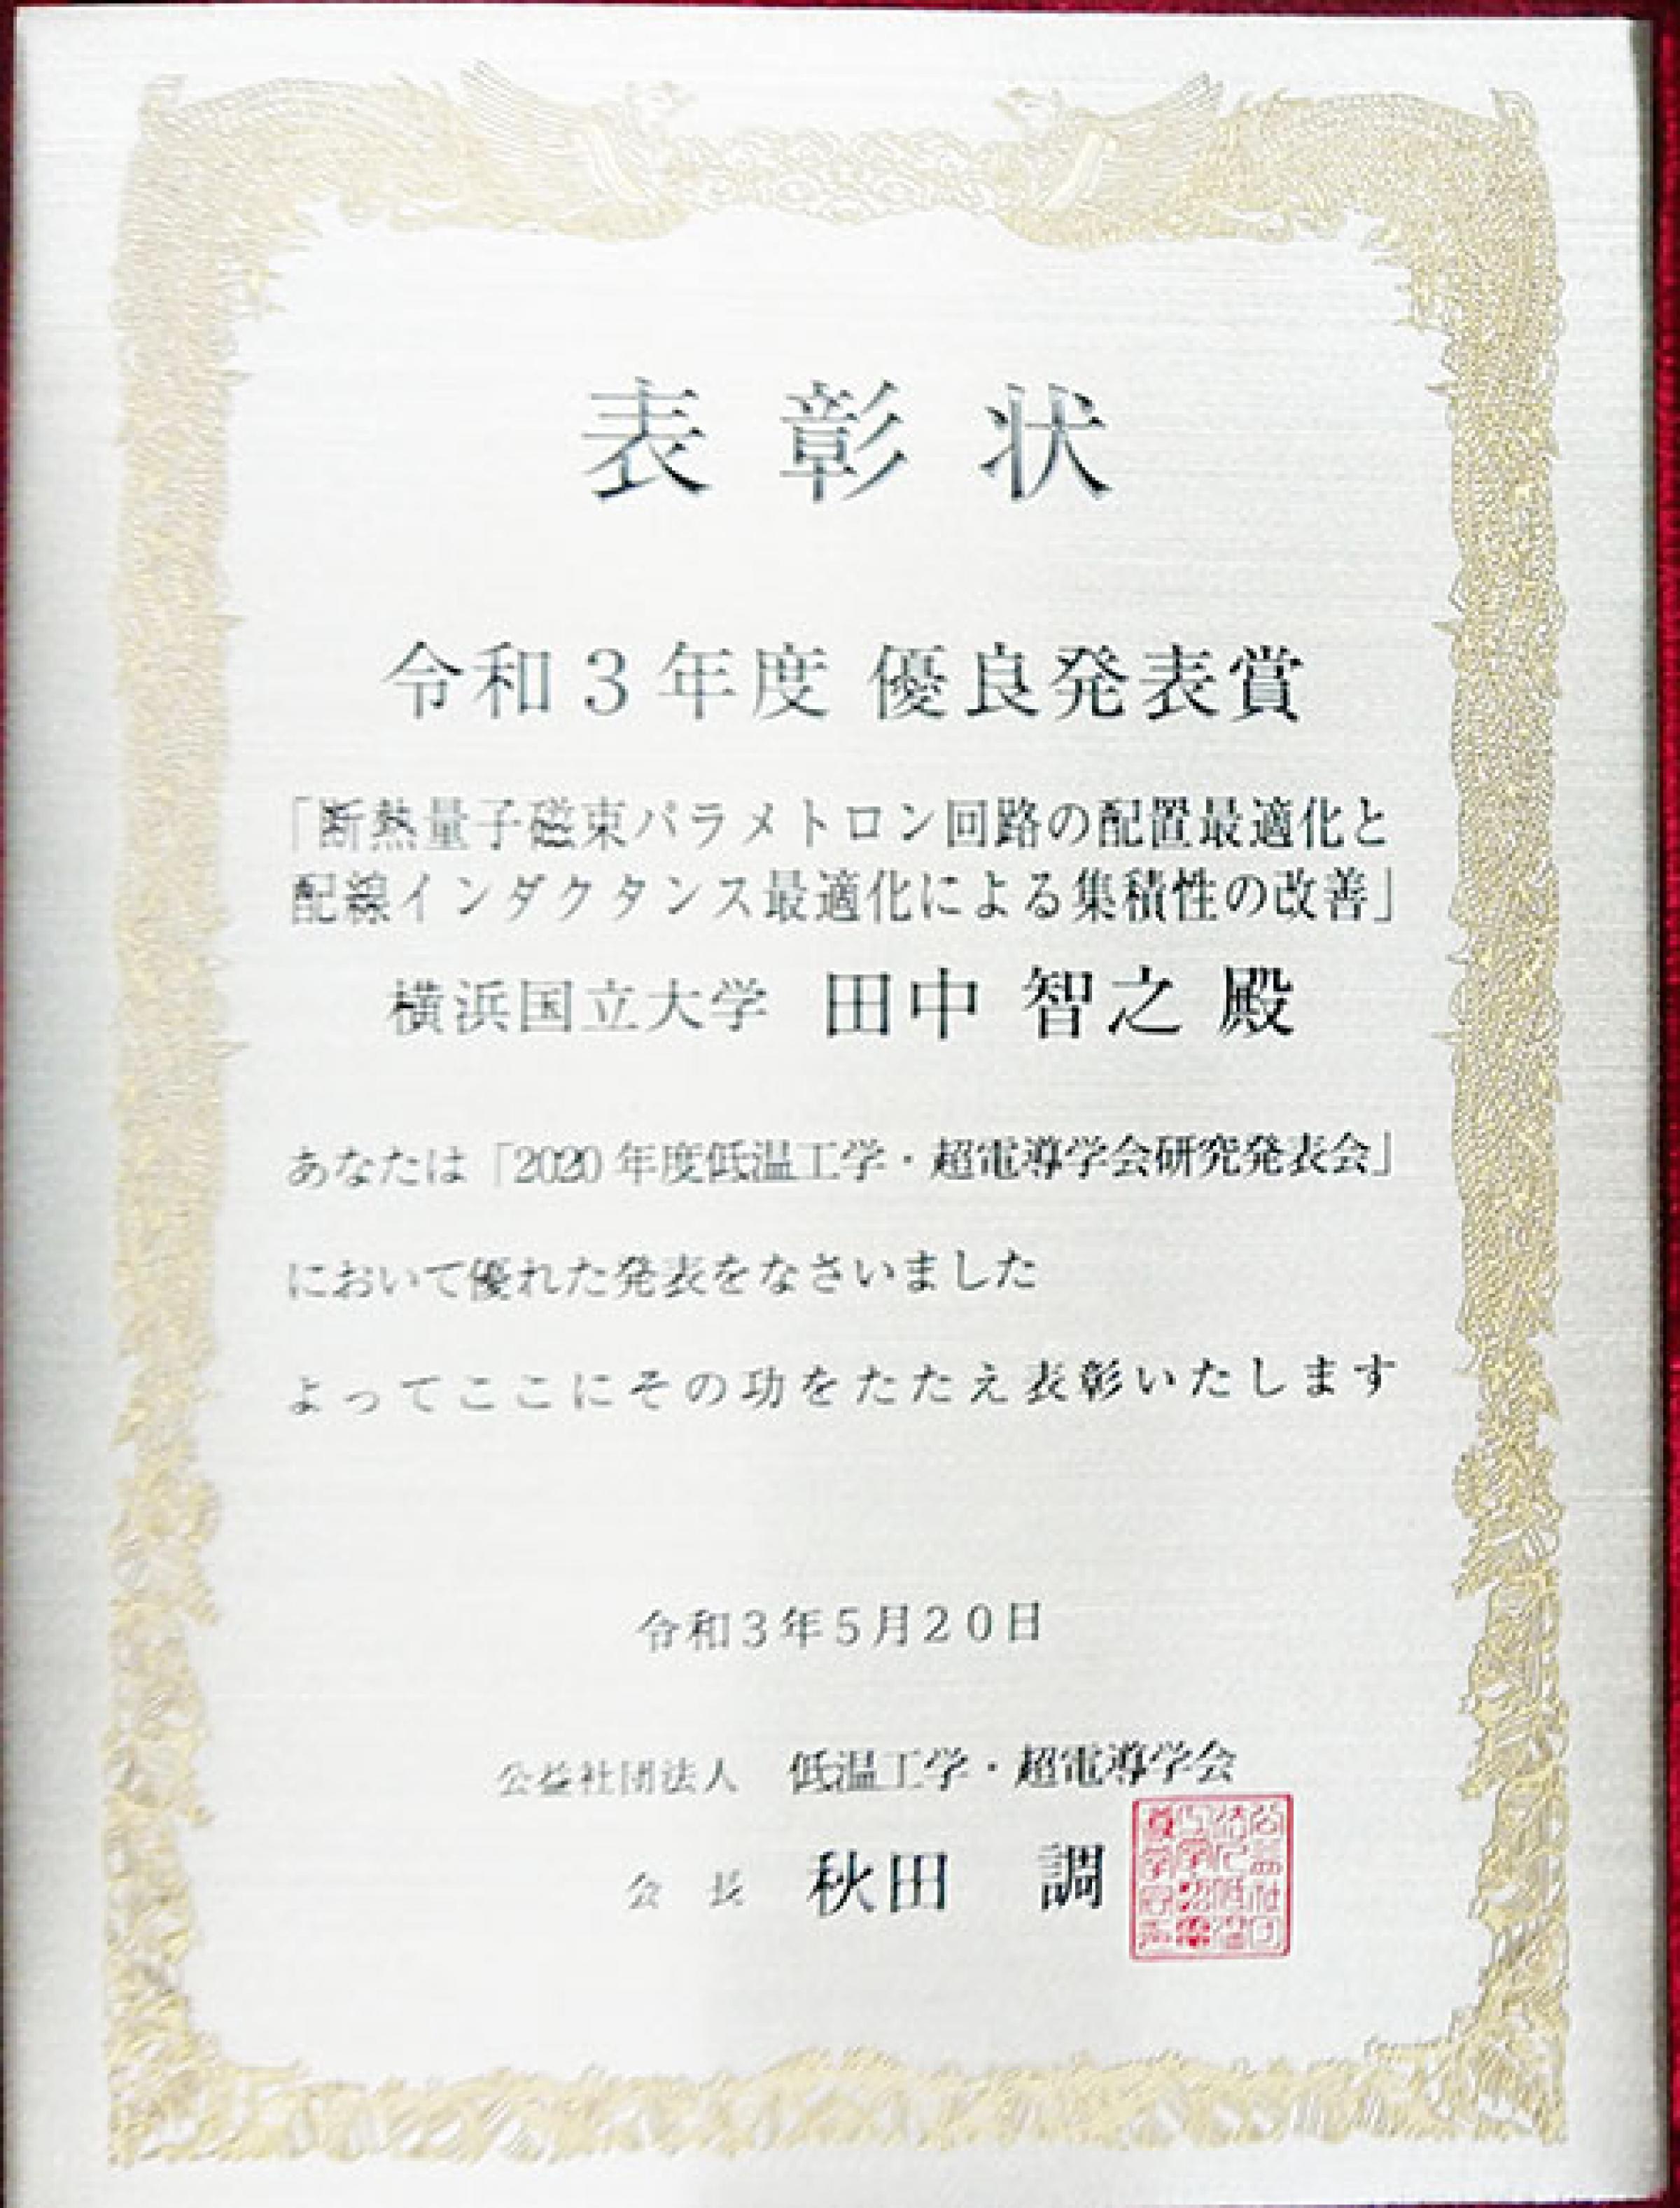 表彰状
令和3年度 優良発表賞
「断熱量子磁束パラメトロン回路の配置最適化と
配線インダクタンス最適化による集積性の改善」
横浜国立大学 田中 智之 殿
あなたは「2020年度低温工学・超電導学会研究発表会」
において優れた発表をなさいました
よってここにその功をたたえ表彰いたします
令和3年5月20日
公益社団法人 低温工学・超電導学会
会長 秋田 調